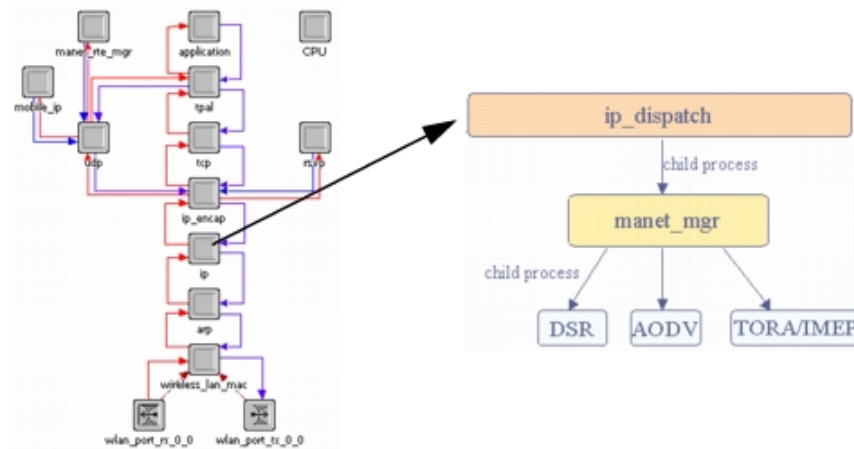 manet_rte_mgr
application
CPU
mobile_ip
tpal
udp
tcp
rsvp
ip_encap
ip
arp
wireless_lan_mac
wlan_port_rx_0_0
wlan_port_tx_0_0
ip_dispatch
child process
manet_mgr
child process
DSR
AODV
TORA/IMEP